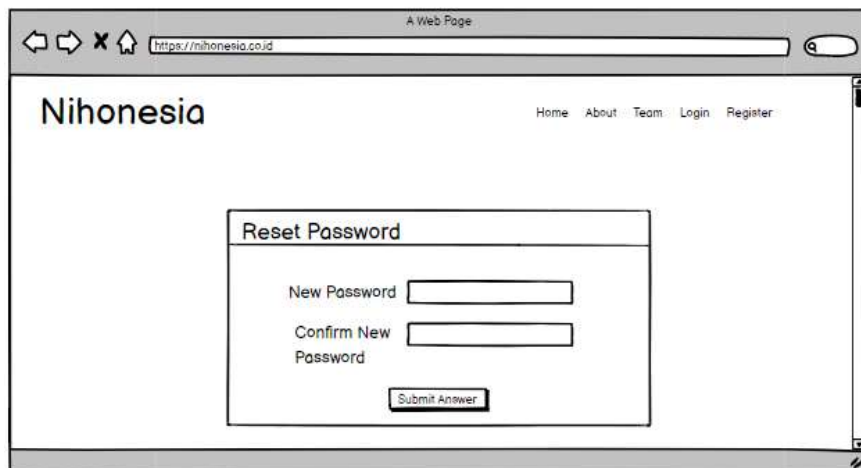 A Web Page
https://nihonesia.co.id
Nihonesia
Home About Team Login Register
Reset Password
New Password
Confirm New
Password
Submit Answer